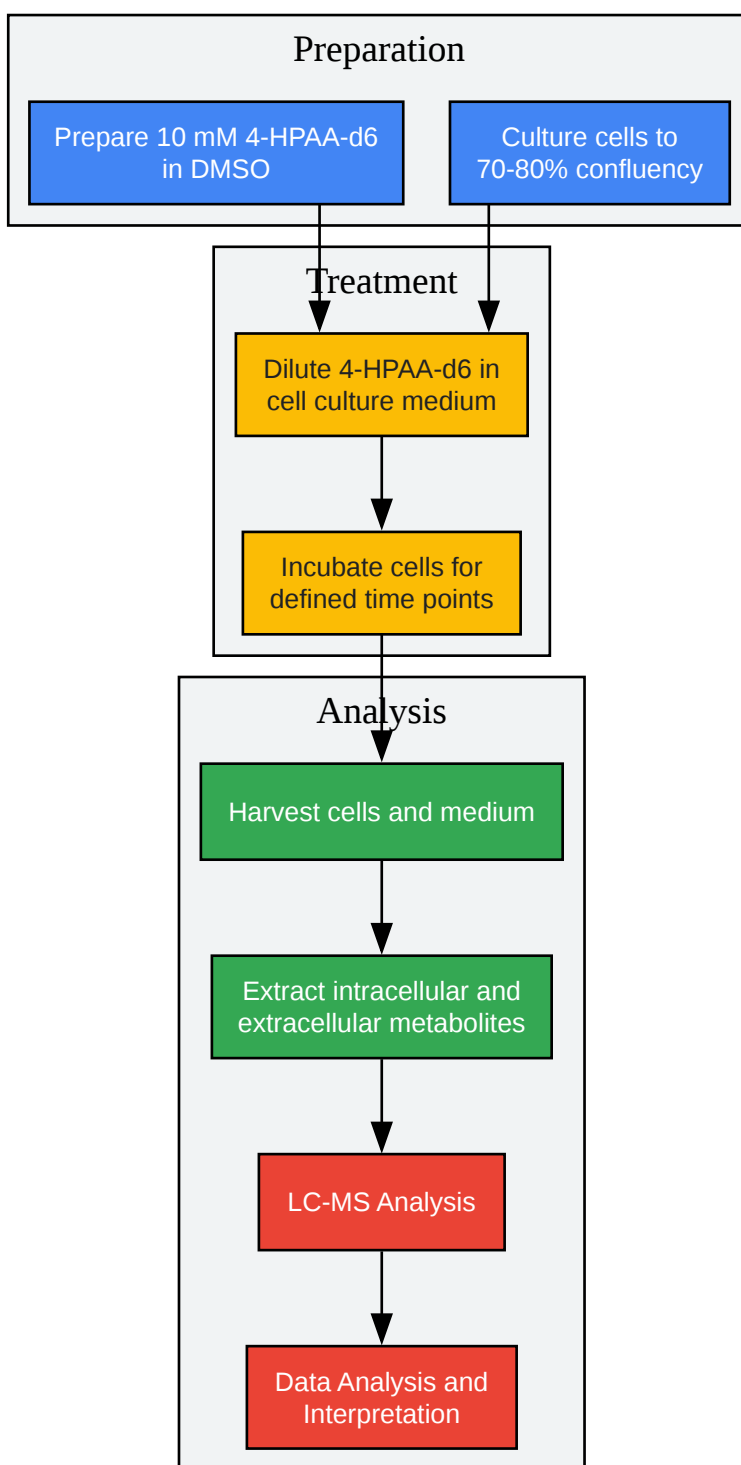 Preparation
Prepare 10 mM 4-HPAA-d6
in DMSO
Culture cells to
70-80% confluency
Treatment
Dilute 4-HPAA-d6 in
cell culture medium
Incubate cells for
defined time points
Analysis
Harvest cells and medium
Extract intracellular and
extracellular metabolites
LC-MS Analysis
Data Analysis and
Interpretation